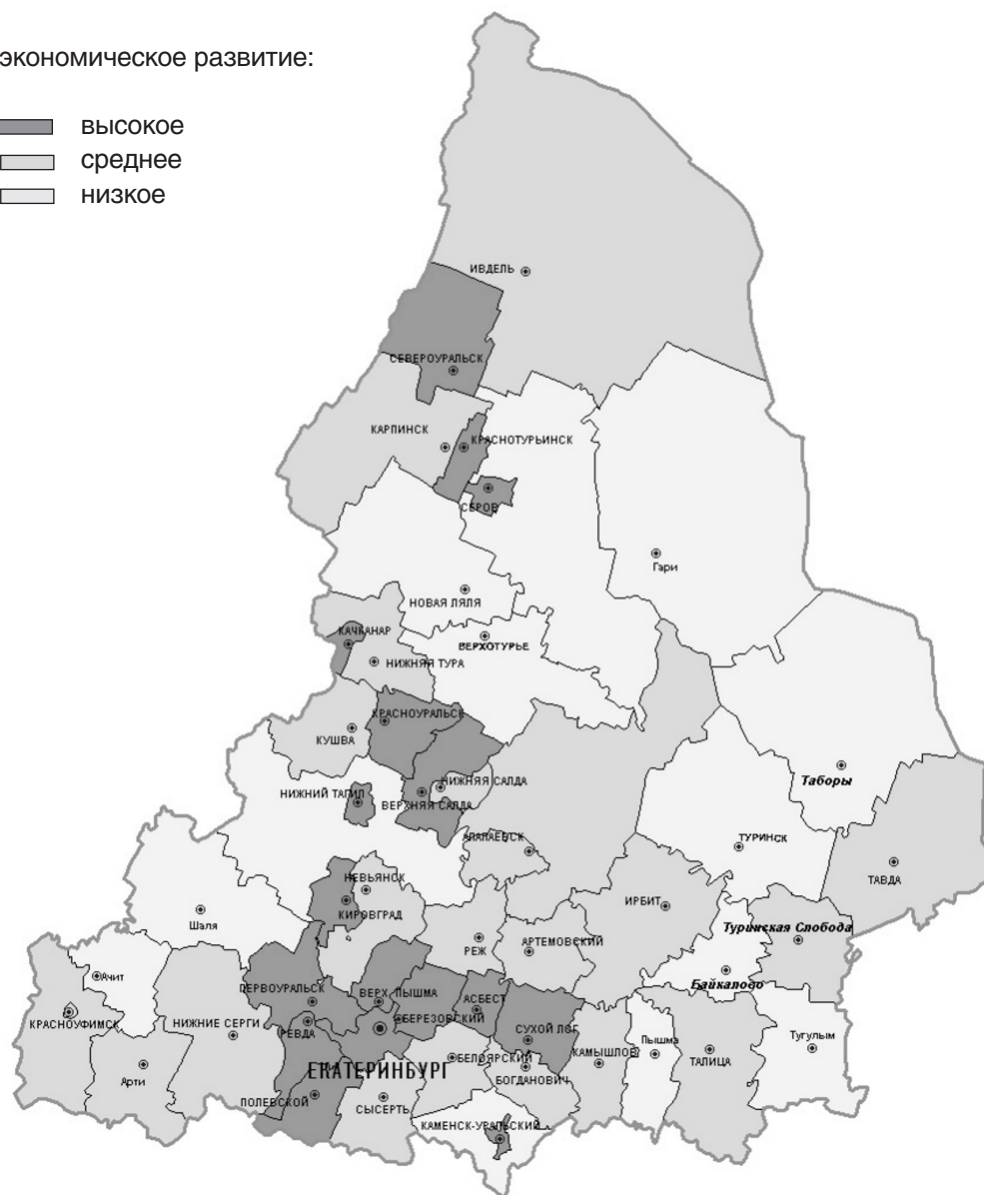 экономическое развитие:
высокое
среднее
низкое
ИВДЕЛЬ
СЕВЕРОУРАЛЬСК
КАРПИНСК
КРАСНОТУРЬИНСК
СЕРОВ
Гари
НОВАЯ ЛЯЛЯ
ВЕРХОТУРЬЕ
КАЧКАНАР
НИЖНЯЯ ТУРА
КРАСНОУРАЛЬСК
КУШВА
НИЖНЯЯ САЛДА
НИЖНИЙ ТАГИЛ
ВЕРХНЯЯ САЛДА
Таборы
АЛАПАЕВСК
ТУРИНСК
ТАВДА
НЕВЬЯНСК
КИРОВГРАД
ИРБИТ
Шаля
Туринская Слобода
РЕЖ
АРТЕМОВСКИЙ
Ачит
Байкалово
ПЕРВОУРАЛЬСК
ВЕРХ. ПЫШМА
АСБЕСТ
КРАСНОУФИМСК
НИЖНИЕ СЕРГИ
РЕВДА
БЕРЕЗОВСКИЙ
СУХОЙ ЛОГ
КАМЫШЛОВ
Пышма
ТАЛИЦА
Тугулым
Арти
ЕКАТЕРИНБУРГ
БЕЛОЯРСКИЙ
БОГДАНОВИЧ
ПОЛЕВСКОЙ
СЫСЕРТЬ
КАМЕНСК-УРАЛЬСКИЙ